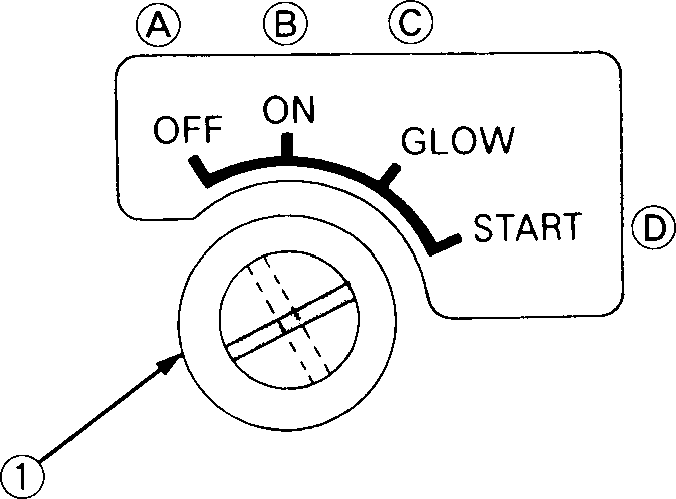 Ⓐ Ⓑ Ⓒ
OFF ON GLOW
START Ⓓ
①